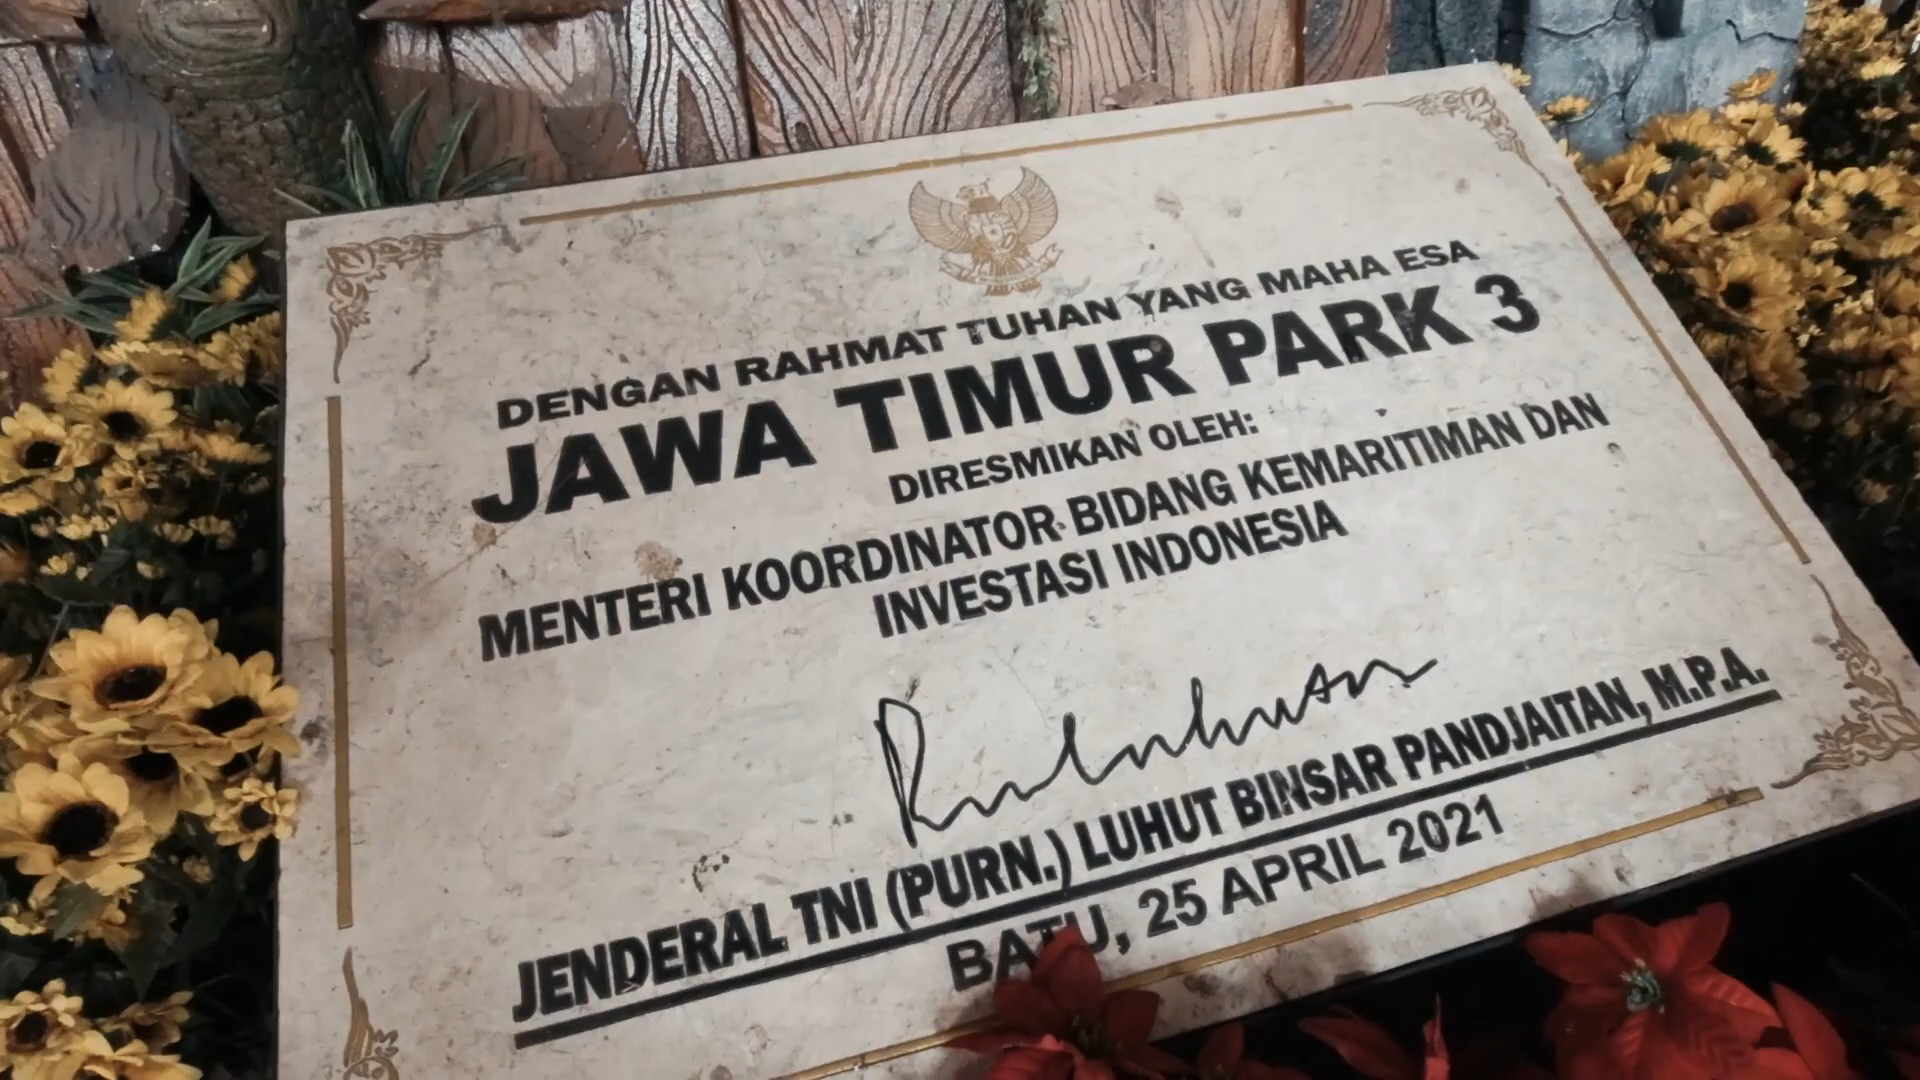 DENGAN RAHMAT TUHAN YANG MAHA ESA
JAWA TIMUR PARK 3
DIRESMIKAN OLEH:
MENTERI KOORDINATOR BIDANG KEMARITIMAN DAN
INVESTASI INDONESIA
JENDERAL TNI (PURN.) LUHUT BINSAR PANDJAITAN, M.P.A.
BATU, 25 APRIL 2021